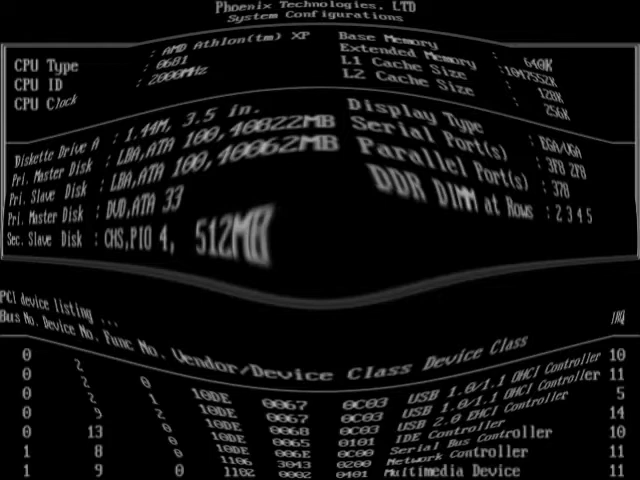 Phoenix Technologies, LTD
System Configurations
CPU Type : AMD Athlon(tm) XP
CPU ID : 0681
CPU Clock : 2000MHz
Base Memory : 640K
Extended Memory : 1047552K
L1 Cache Size : 128K
L2 Cache Size : 256K
Diskette Drive A : 1.44M, 3.5 in.
Pri. Master Disk : LBA,ATA 100,40822MB
Pri. Slave Disk : LBA,ATA 100,40062MB
Pri. Master Disk : DVD,ATA 33
Sec. Slave Disk : CHS,PIO 4, 512MB
Display Type : EGA/VGA
Serial Port(s) : 3F8 2F8
Parallel Port(s) : 378
DDR DIMM at Rows : 2 3 4 5
PCI device listing ...
Bus No. Device No. Func No. Vendor/Device Class Device Class IRQ
0 2 0 10DE 0067 0C03 USB 1.0/1.1 OHCI Controller 10
0 2 1 10DE 0067 0C03 USB 1.0/1.1 OHCI Controller 11
0 2 2 10DE 0068 0C03 USB 2.0 EHCI Controller 5
0 9 0 10DE 0065 0101 IDE Controller 14
0 13 0 10DE 006E 0C00 Serial Bus Controller 10
1 8 0 1106 3043 0200 Network Controller 11
1 9 0 1102 0002 0401 Multimedia Device 11